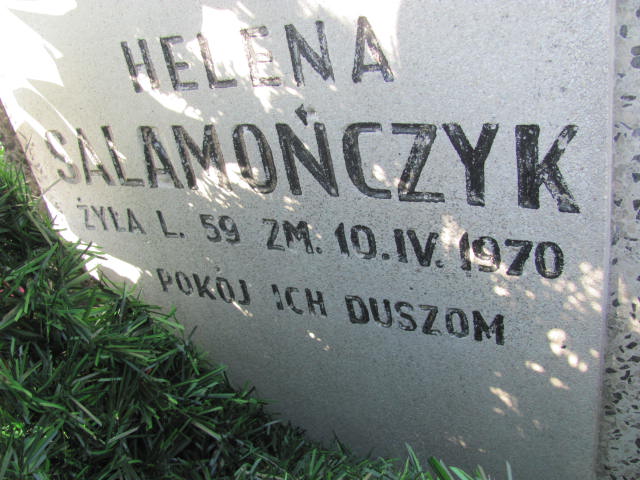 HELENA
SALAMOŃCZYK
ŻYŁA L. 59 ZM. 10.IV.1970
POKÓJ ICH DUSZOM